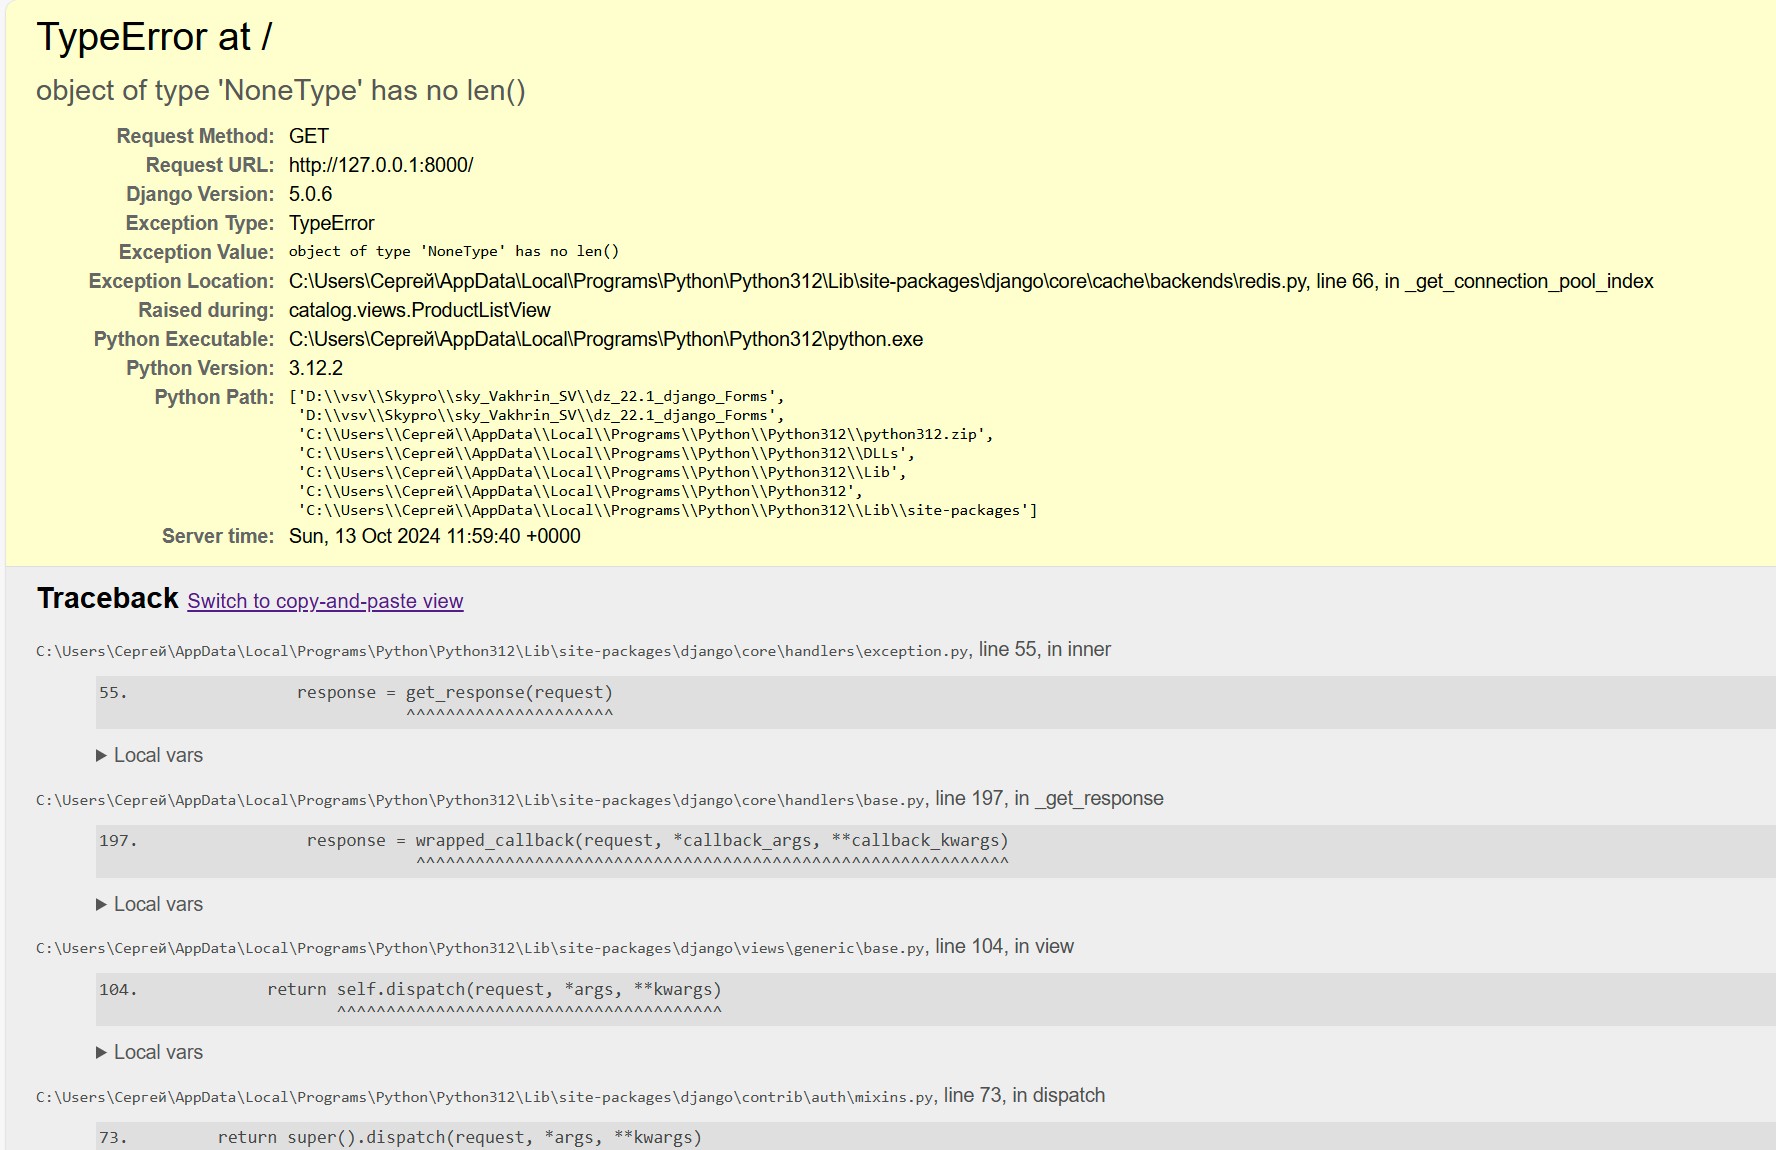 TypeError at /
object of type 'NoneType' has no len()
Request Method: GET
Request URL: http://127.0.0.1:8000/
Django Version: 5.0.6
Exception Type: TypeError
Exception Value: object of type 'NoneType' has no len()
Exception Location: C:\Users\Сергей\AppData\Local\Programs\Python\Python312\Lib\site-packages\django\core\cache\backends\redis.py, line 66, in _get_connection_pool_index
Raised during: catalog.views.ProductListView
Python Executable: C:\Users\Сергей\AppData\Local\Programs\Python\Python312\python.exe
Python Version: 3.12.2
Python Path: ['D:\\vsv\\Skypro\\sky_Vakhrin_SV\\dz_22.1_django_Forms',
'D:\\vsv\\Skypro\\sky_Vakhrin_SV\\dz_22.1_django_Forms',
'C:\\Users\\Сергей\\AppData\\Local\\Programs\\Python\\Python312\\python312.zip',
'C:\\Users\\Сергей\\AppData\\Local\\Programs\\Python\\Python312\\DLLs',
'C:\\Users\\Сергей\\AppData\\Local\\Programs\\Python\\Python312\\Lib',
'C:\\Users\\Сергей\\AppData\\Local\\Programs\\Python\\Python312',
'C:\\Users\\Сергей\\AppData\\Local\\Programs\\Python\\Python312\\Lib\\site-packages']
Server time: Sun, 13 Oct 2024 11:59:40 +0000
Traceback Switch to copy-and-paste view
C:\Users\Сергей\AppData\Local\Programs\Python\Python312\Lib\site-packages\django\core\handlers\exception.py, line 55, in inner
55. response = get_response(request)
^^^^^^^^^^^^^^^^^^^^^
▶ Local vars
C:\Users\Сергей\AppData\Local\Programs\Python\Python312\Lib\site-packages\django\core\handlers\base.py, line 197, in _get_response
197. response = wrapped_callback(request, *callback_args, **callback_kwargs)
^^^^^^^^^^^^^^^^^^^^^^^^^^^^^^^^^^^^^^^^^^^^^^^^^^^^^^^^^^^^
▶ Local vars
C:\Users\Сергей\AppData\Local\Programs\Python\Python312\Lib\site-packages\django\views\generic\base.py, line 104, in view
104. return self.dispatch(request, *args, **kwargs)
^^^^^^^^^^^^^^^^^^^^^^^^^^^^^^^^^^^^^^^
▶ Local vars
C:\Users\Сергей\AppData\Local\Programs\Python\Python312\Lib\site-packages\django\contrib\auth\mixins.py, line 73, in dispatch
73. return super().dispatch(request, *args, **kwargs)